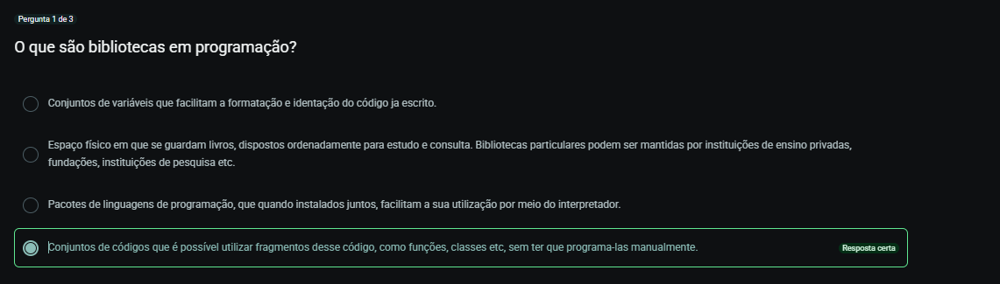 Pergunta 1 de 3
O que são bibliotecas em programação?
Conjuntos de variáveis que facilitam a formatação e identação do código ja escrito.
Espaço físico em que se guardam livros, dispostos ordenadamente para estudo e consulta. Bibliotecas particulares podem ser mantidas por instituições de ensino privadas,
fundações, instituições de pesquisa etc.
Pacotes de linguagens de programação, que quando instalados juntos, facilitam a sua utilização por meio do interpretador.
Conjuntos de códigos que é possível utilizar fragmentos desse código, como funções, classes etc, sem ter que programa-las manualmente. Resposta certa